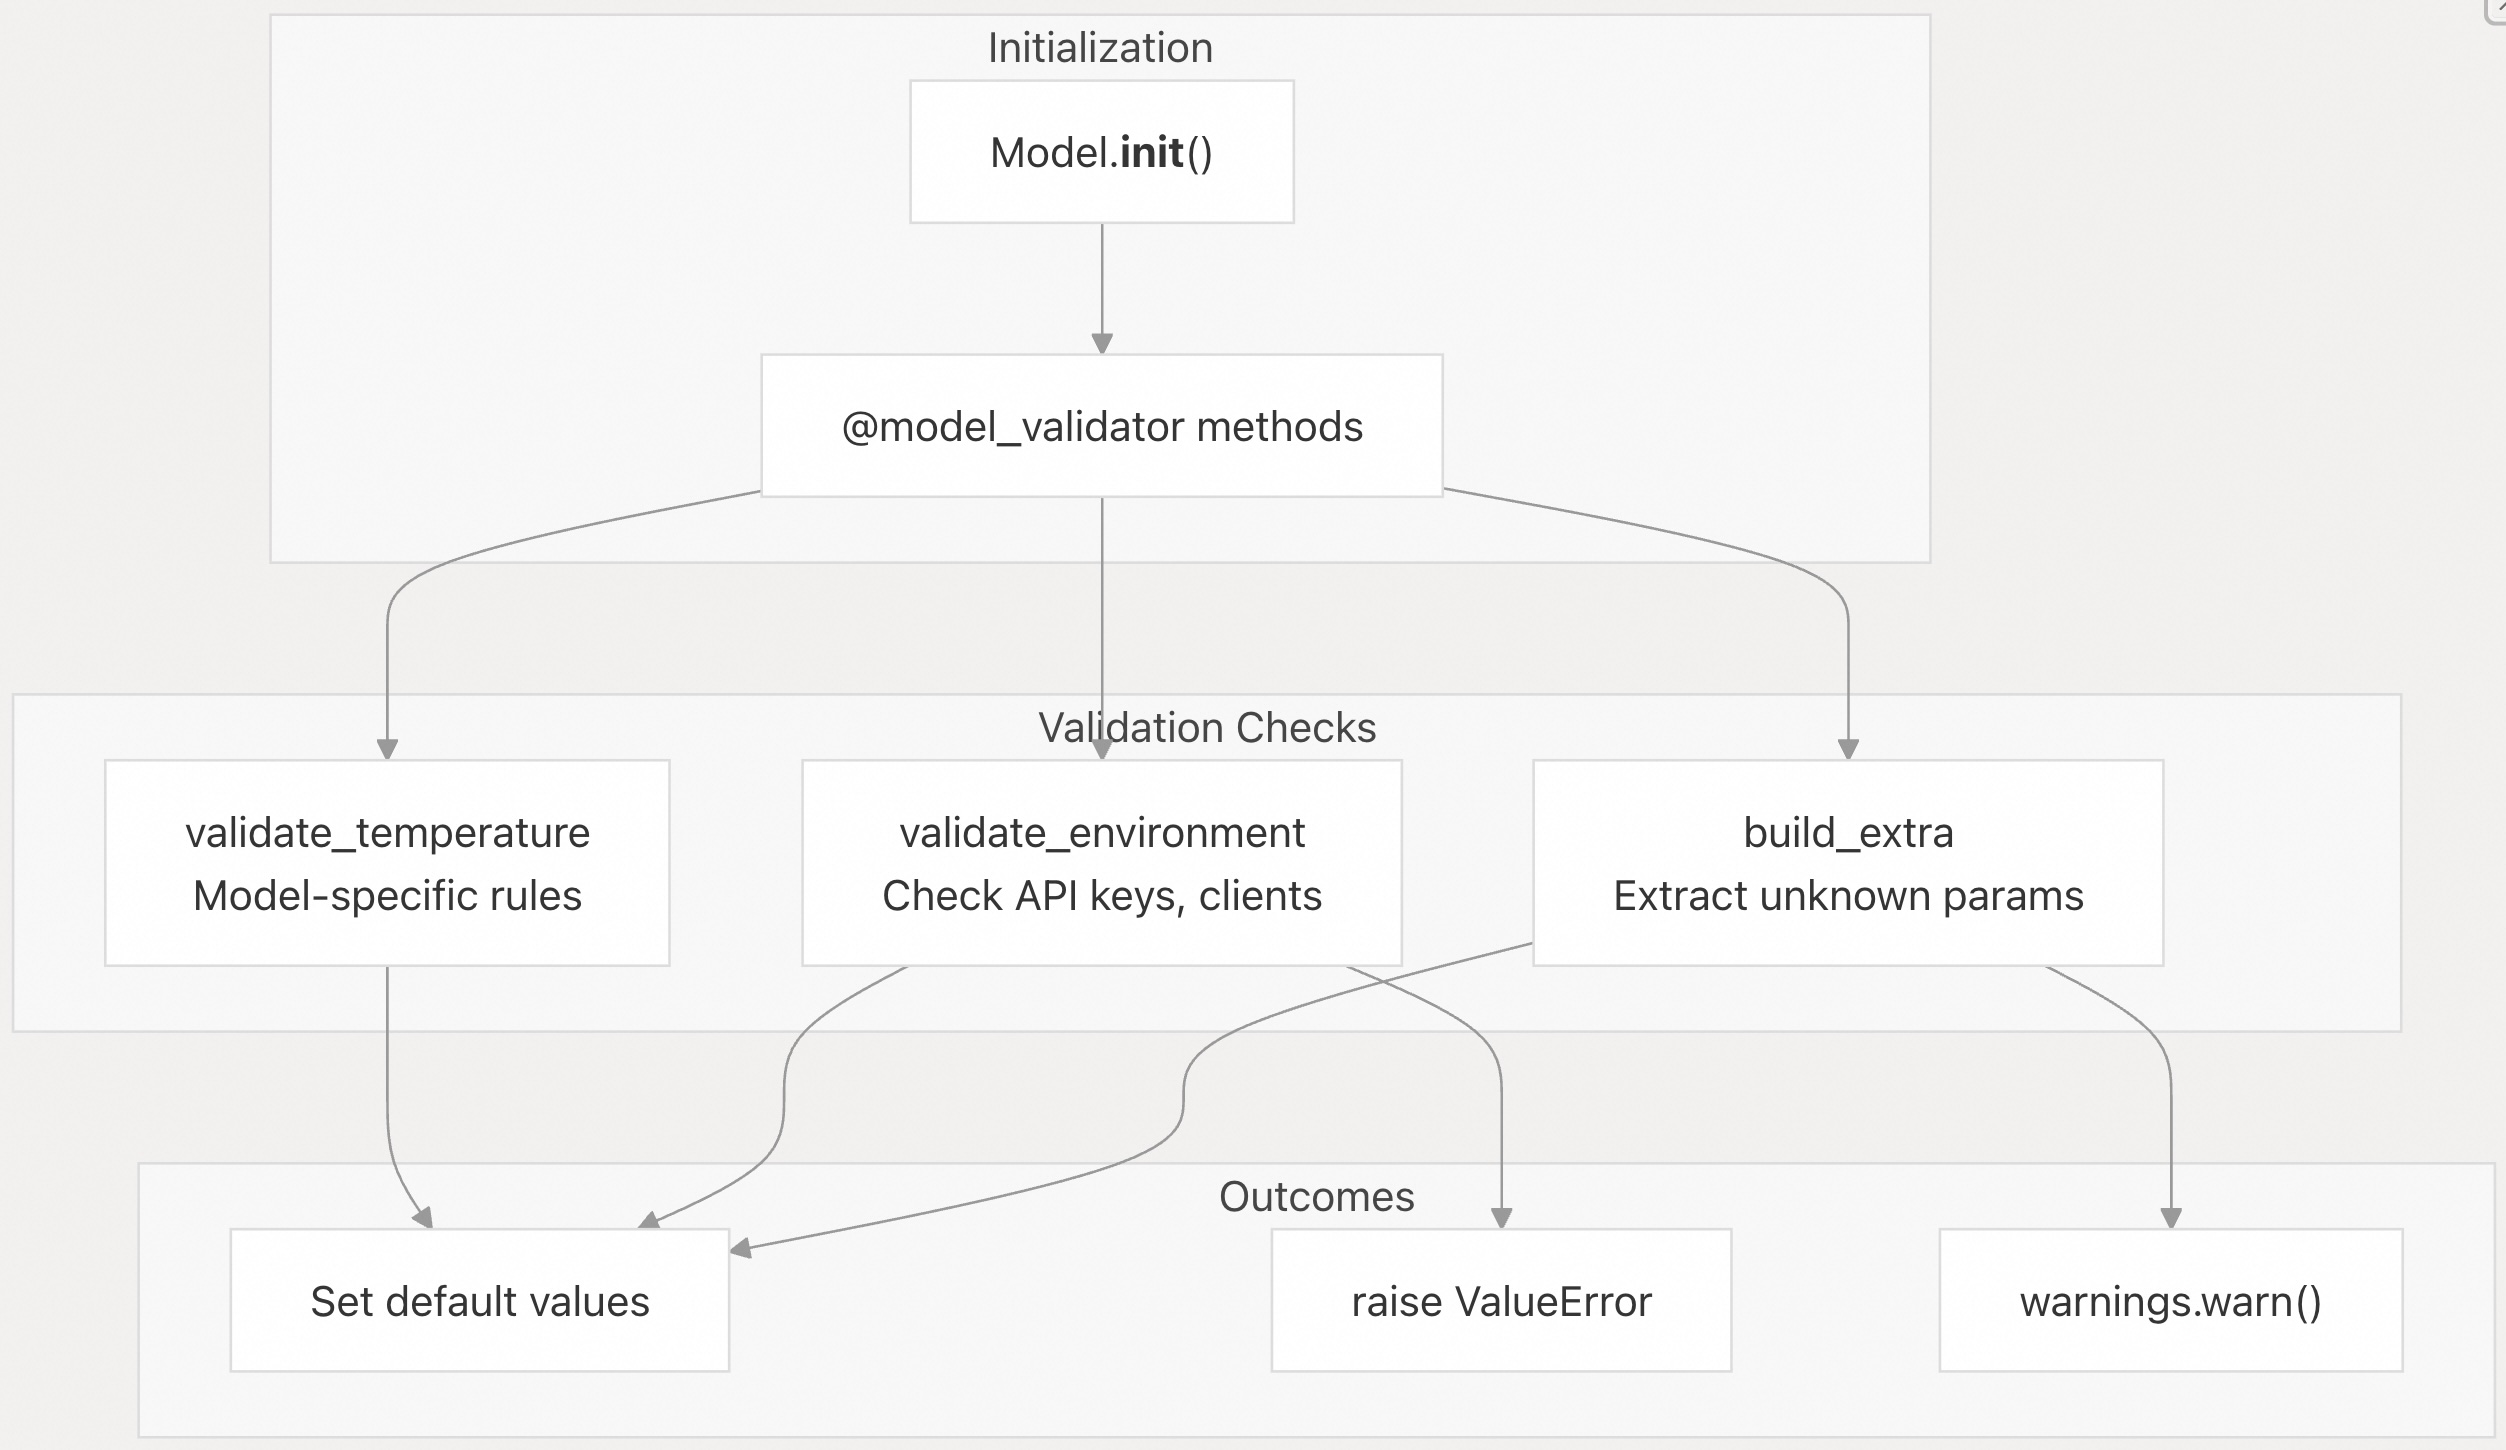 Initialization
Model.init()
@model_validator methods
Validation Checks
validate_temperature
Model-specific rules
validate_environment
Check API keys, clients
build_extra
Extract unknown params
Outcomes
Set default values
raise ValueError
warnings.warn()